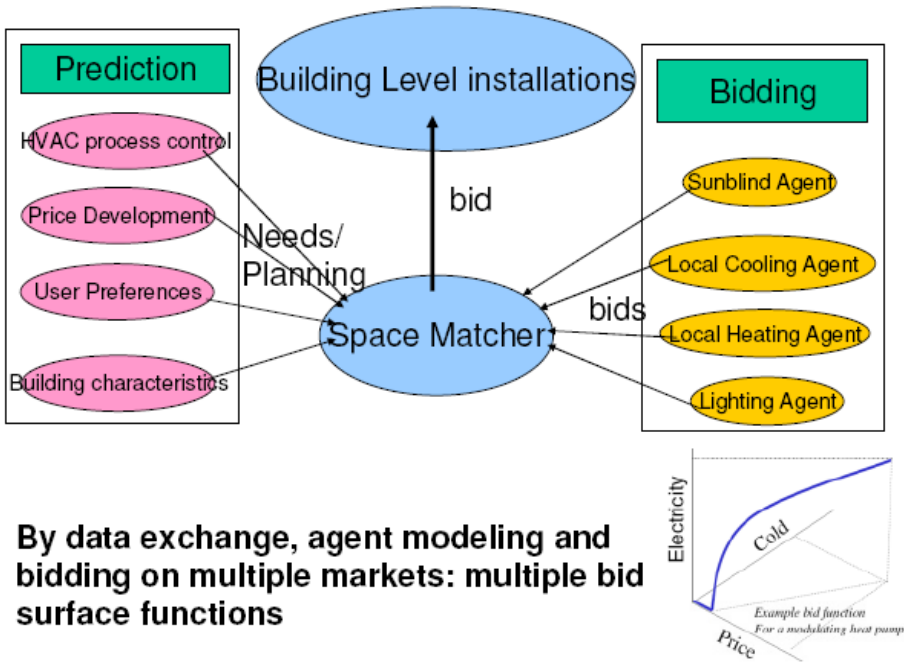 Prediction
HVAC process control
Price Development
User Preferences
Building characteristics
Building Level installations
bid
Needs/
Planning
Space Matcher
bids
Bidding
Sunblind Agent
Local Cooling Agent
Local Heating Agent
Lighting Agent
By data exchange, agent modeling and
bidding on multiple markets: multiple bid
surface functions
Electricity
Cold
Price
Example bid function
For a modulating heat pump